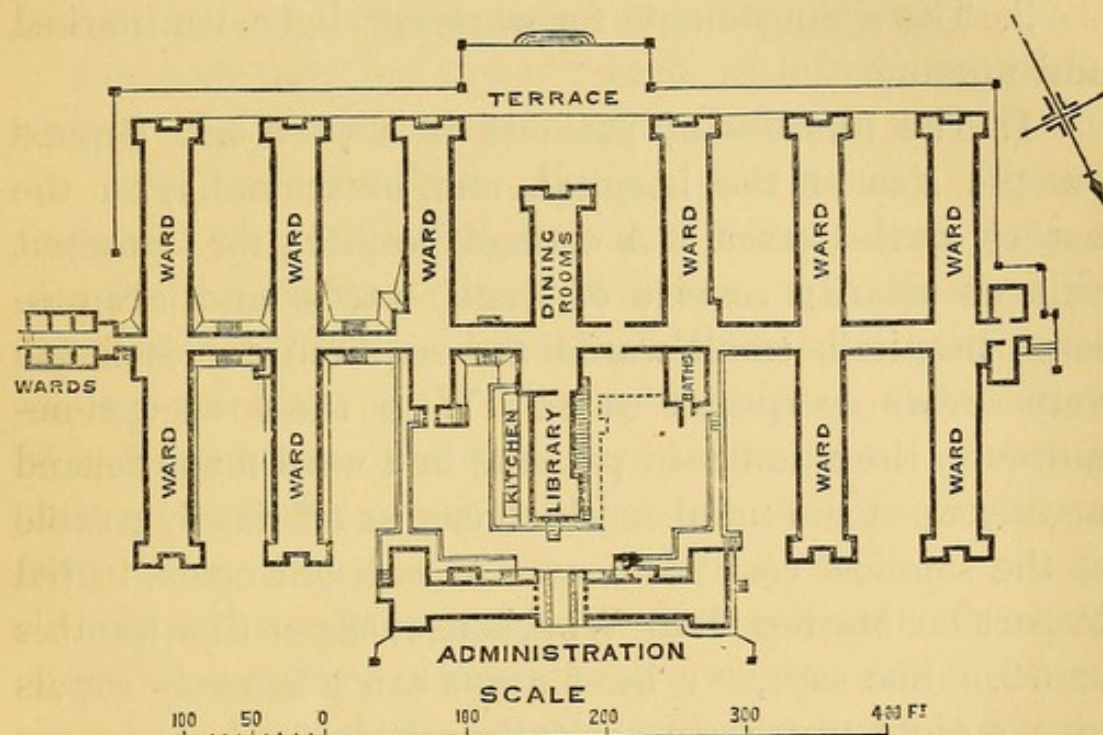 TERRACE
WARD
WARD
WARD
DINING
ROOMS
WARD
WARD
WARD
WARDS
WARD
WARD
KITCHEN
LIBRARY
BATHS
WARD
WARD
ADMINISTRATION
SCALE
100 50 0 100 200 300 400 FT